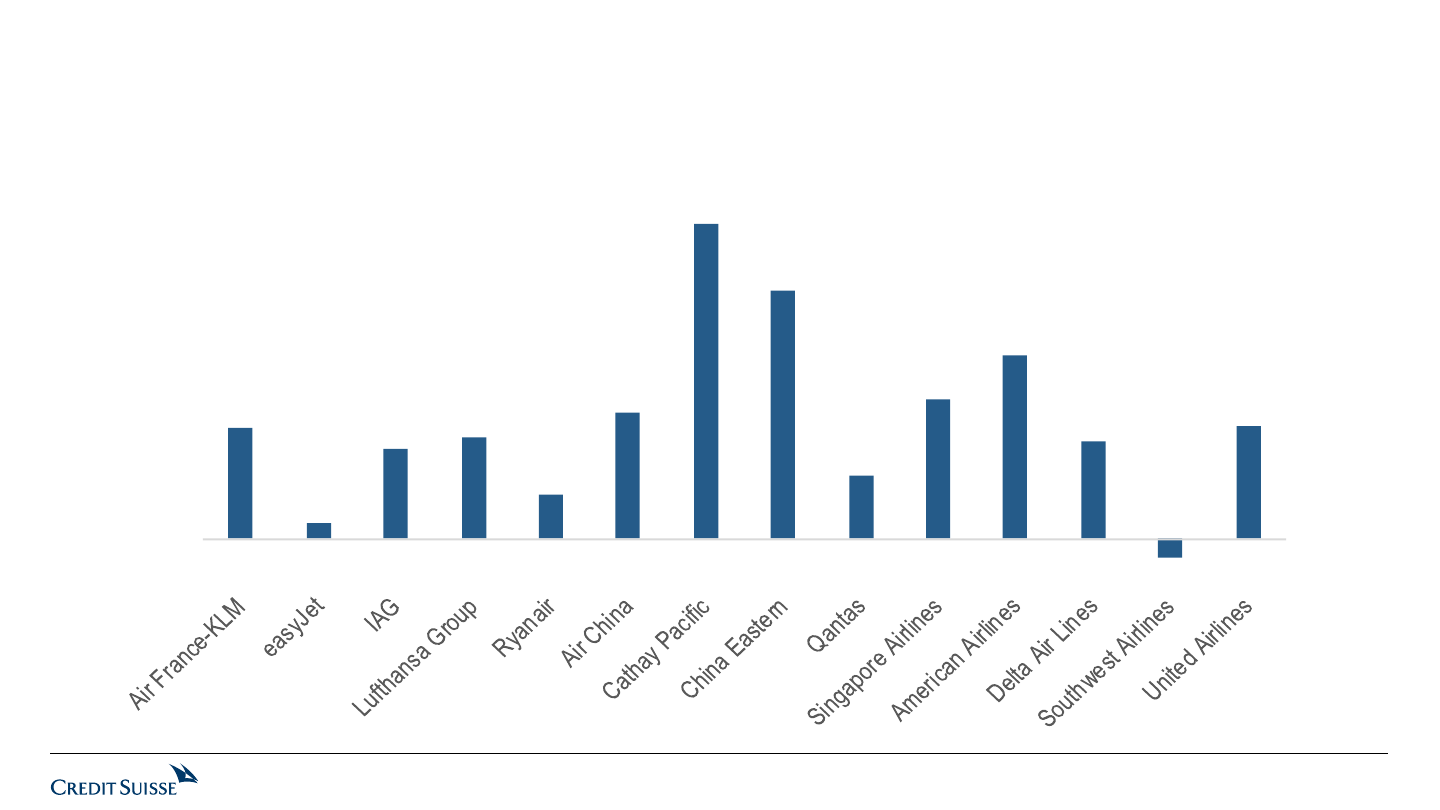 Air France-KLM
easyJet
IAG
Lufthansa Group
Ryanair
Air China
Cathay Pacific
China Eastern
Qantas
Singapore Airlines
American Airlines
Delta Air Lines
Southwest Airlines
United Airlines
CREDIT SUISSE